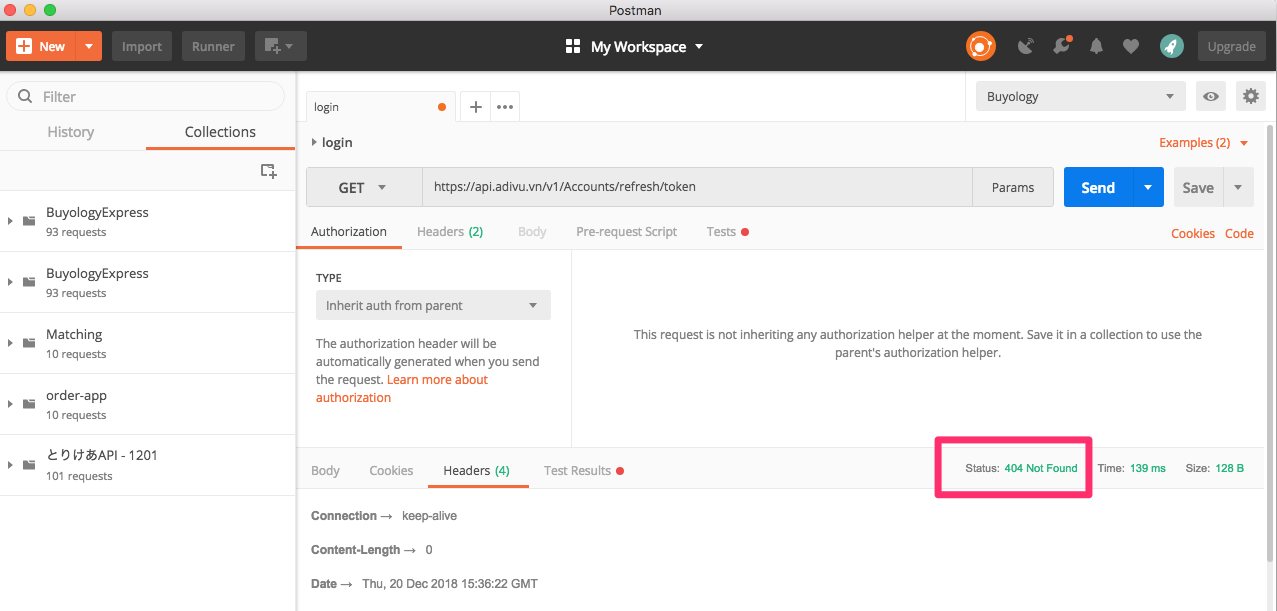 Postman
New
Import
Runner
My Workspace
Upgrade
Filter
History
Collections
BuyologyExpress
93 requests
BuyologyExpress
93 requests
Matching
10 requests
order-app
10 requests
とりけあAPI - 1201
101 requests
login
Buyology
login
Examples (2)
GET
https://api.adivu.vn/v1/Accounts/refresh/token
Params
Send
Save
Authorization
Headers (2)
Body
Pre-request Script
Tests
Cookies
Code
TYPE
Inherit auth from parent
The authorization header will be
automatically generated when you send
the request. Learn more about
authorization
This request is not inheriting any authorization helper at the moment. Save it in a collection to use the
parent's authorization helper.
Body
Cookies
Headers (4)
Test Results
Status: 404 Not Found
Time: 139 ms
Size: 128 B
Connection → keep-alive
Content-Length → 0
Date → Thu, 20 Dec 2018 15:36:22 GMT